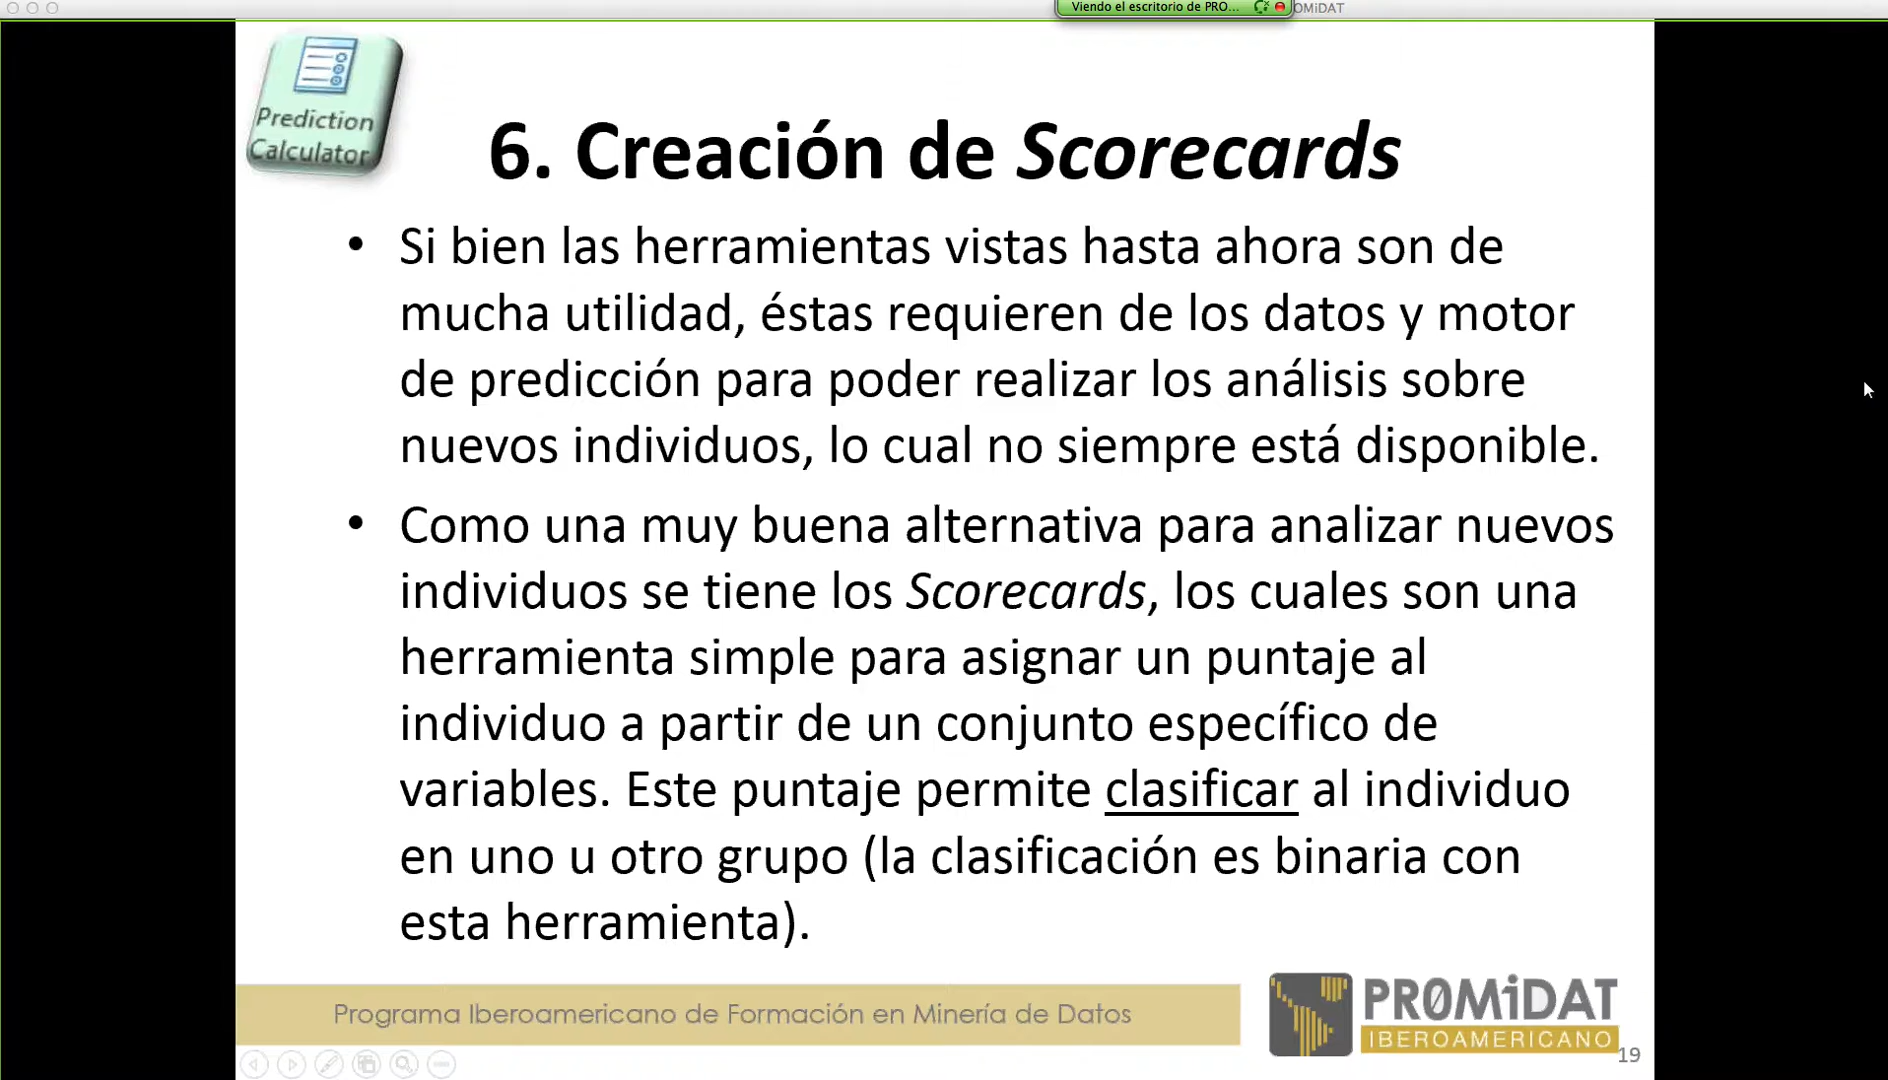 Viendo el escritorio de PRO...
OMiDAT
Prediction
Calculator
6. Creación de Scorecards
• Si bien las herramientas vistas hasta ahora son de
mucha utilidad, éstas requieren de los datos y motor
de predicción para poder realizar los análisis sobre
nuevos individuos, lo cual no siempre está disponible.
• Como una muy buena alternativa para analizar nuevos
individuos se tiene los Scorecards, los cuales son una
herramienta simple para asignar un puntaje al
individuo a partir de un conjunto específico de
variables. Este puntaje permite clasificar al individuo
en uno u otro grupo (la clasificación es binaria con
esta herramienta).
Programa Iberoamericano de Formación en Minería de Datos
PR0MiDAT
IBEROAMERICANO
19